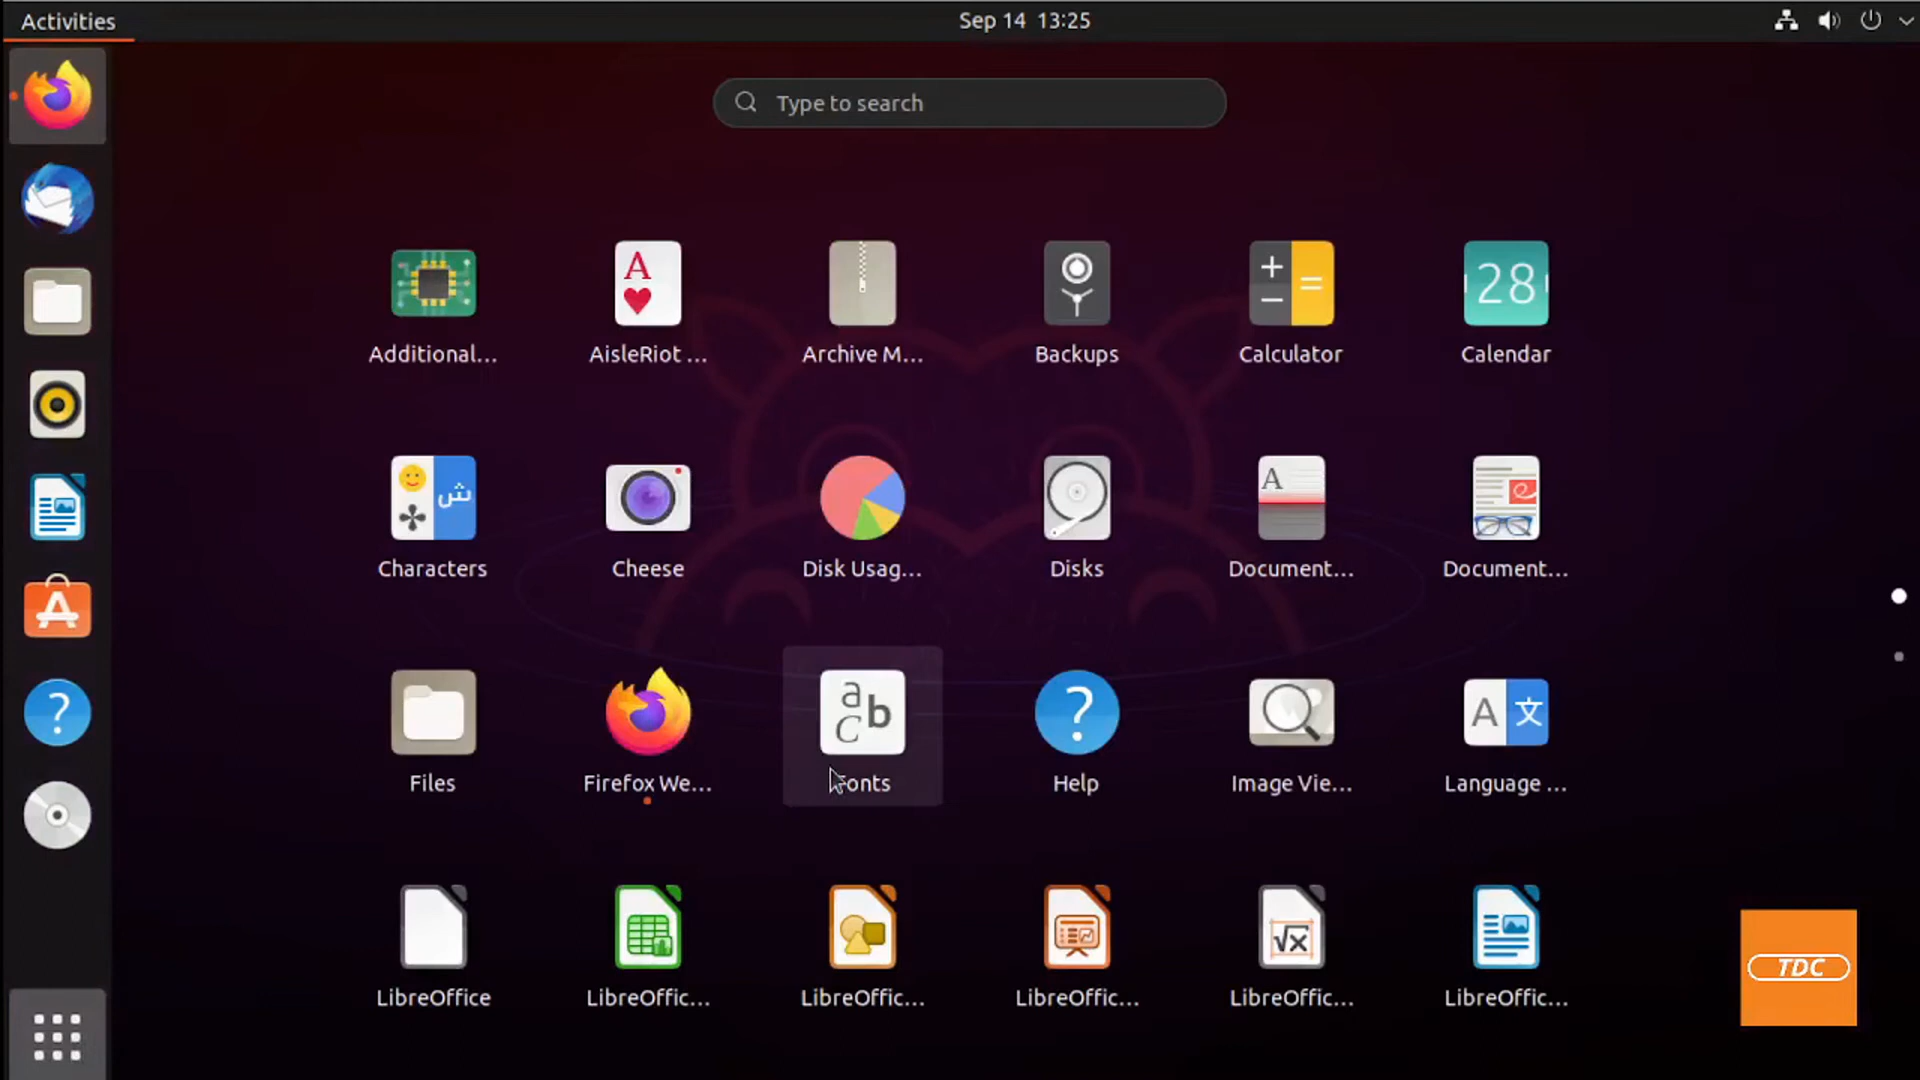 Activities
Sep 14 13:25
Type to search
Additional...
AisleRiot ...
Archive M...
Backups
Calculator
Calendar
28
Characters
Cheese
Disk Usag...
Disks
Document...
Document...
Files
Firefox We...
Fonts
Help
Image Vie...
Language ...
LibreOffice
LibreOffic...
LibreOffic...
LibreOffic...
LibreOffic...
LibreOffic...
TDC